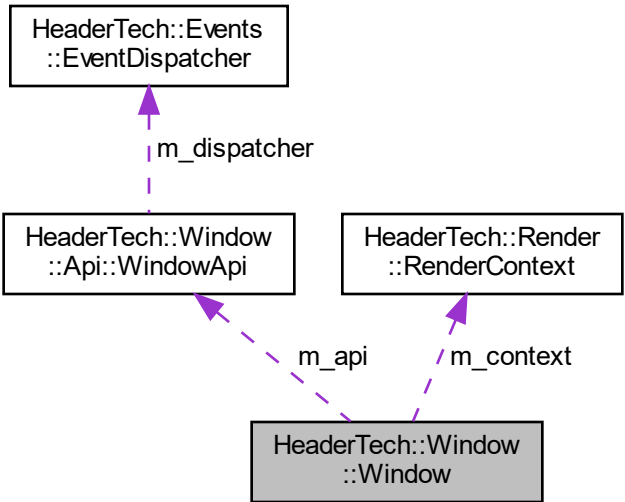 HeaderTech::Events
::EventDispatcher
m_dispatcher
HeaderTech::Window
::Api::WindowApi
HeaderTech::Render
::RenderContext
m_api
m_context
HeaderTech::Window
::Window